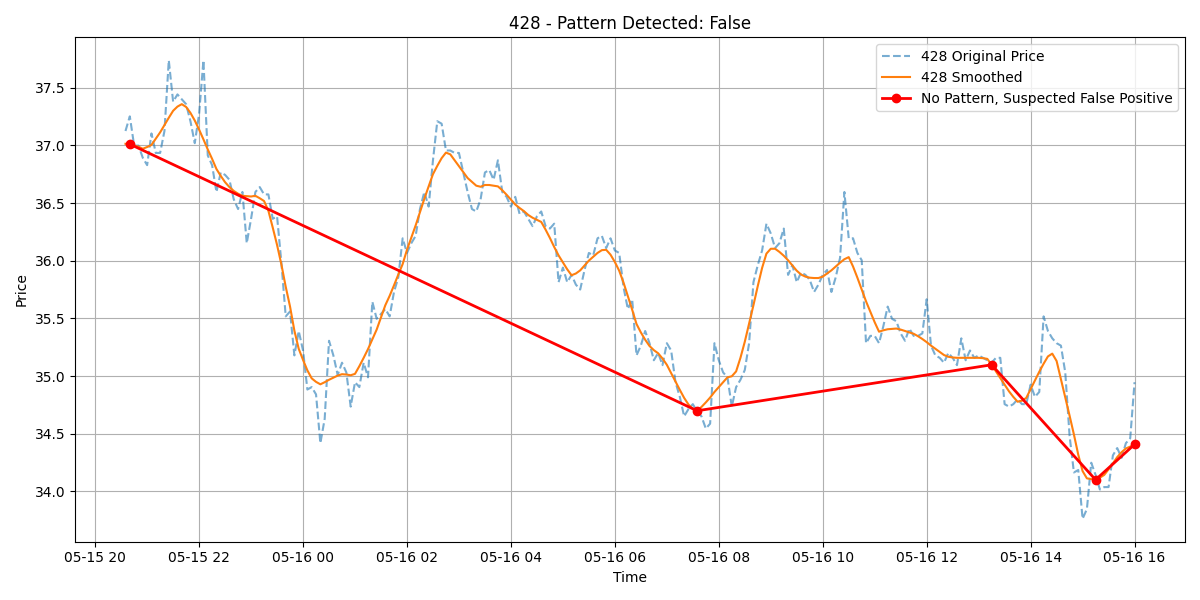 428 - Pattern Detected: False
428 Original Price
428 Smoothed
No Pattern, Suspected False Positive
Price
37.5
37.0
36.5
36.0
35.5
35.0
34.5
34.0
05-15 20 05-15 22 05-16 00 05-16 02 05-16 04 05-16 06 05-16 08 05-16 10 05-16 12 05-16 14 05-16 16
Time